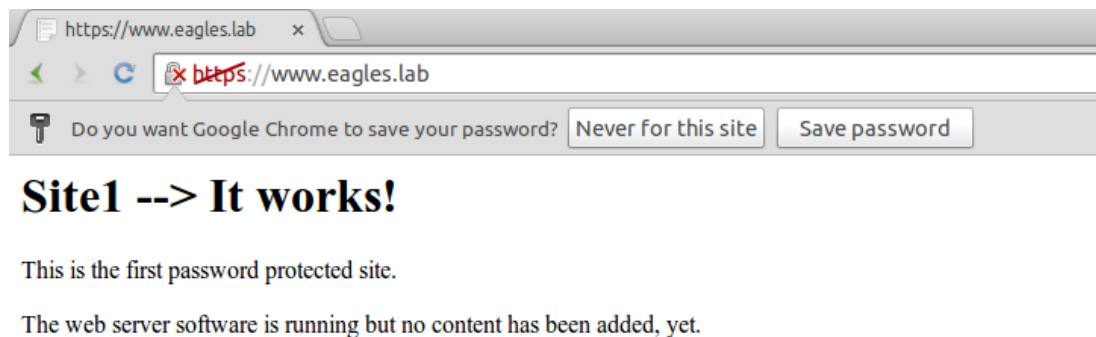 https://www.eagles.lab ×
https://www.eagles.lab
Do you want Google Chrome to save your password? Never for this site Save password
Site1 --> It works!
This is the first password protected site.
The web server software is running but no content has been added, yet.